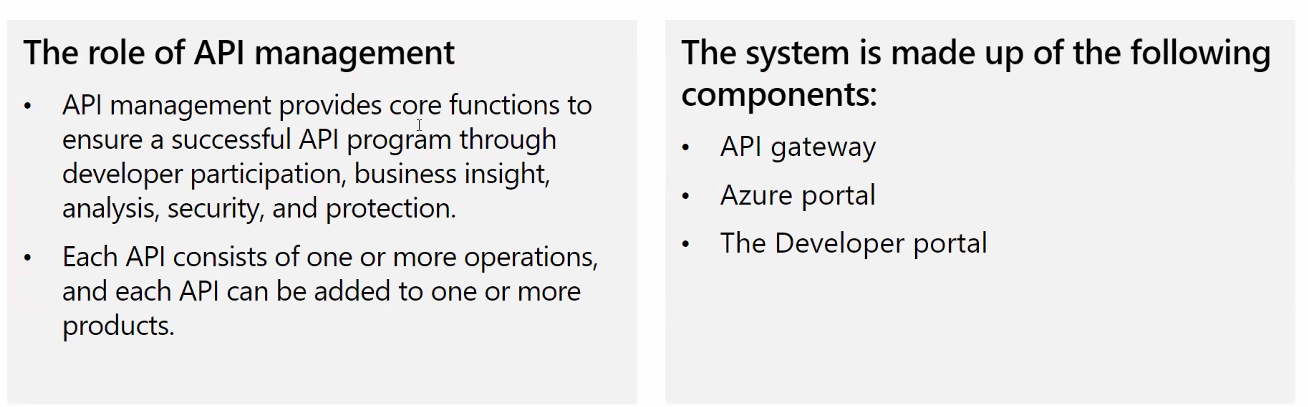 The role of API management
• API management provides core functions to
ensure a successful API program through
developer participation, business insight,
analysis, security, and protection.
• Each API consists of one or more operations,
and each API can be added to one or more
products.
The system is made up of the following
components:
• API gateway
• Azure portal
• The Developer portal